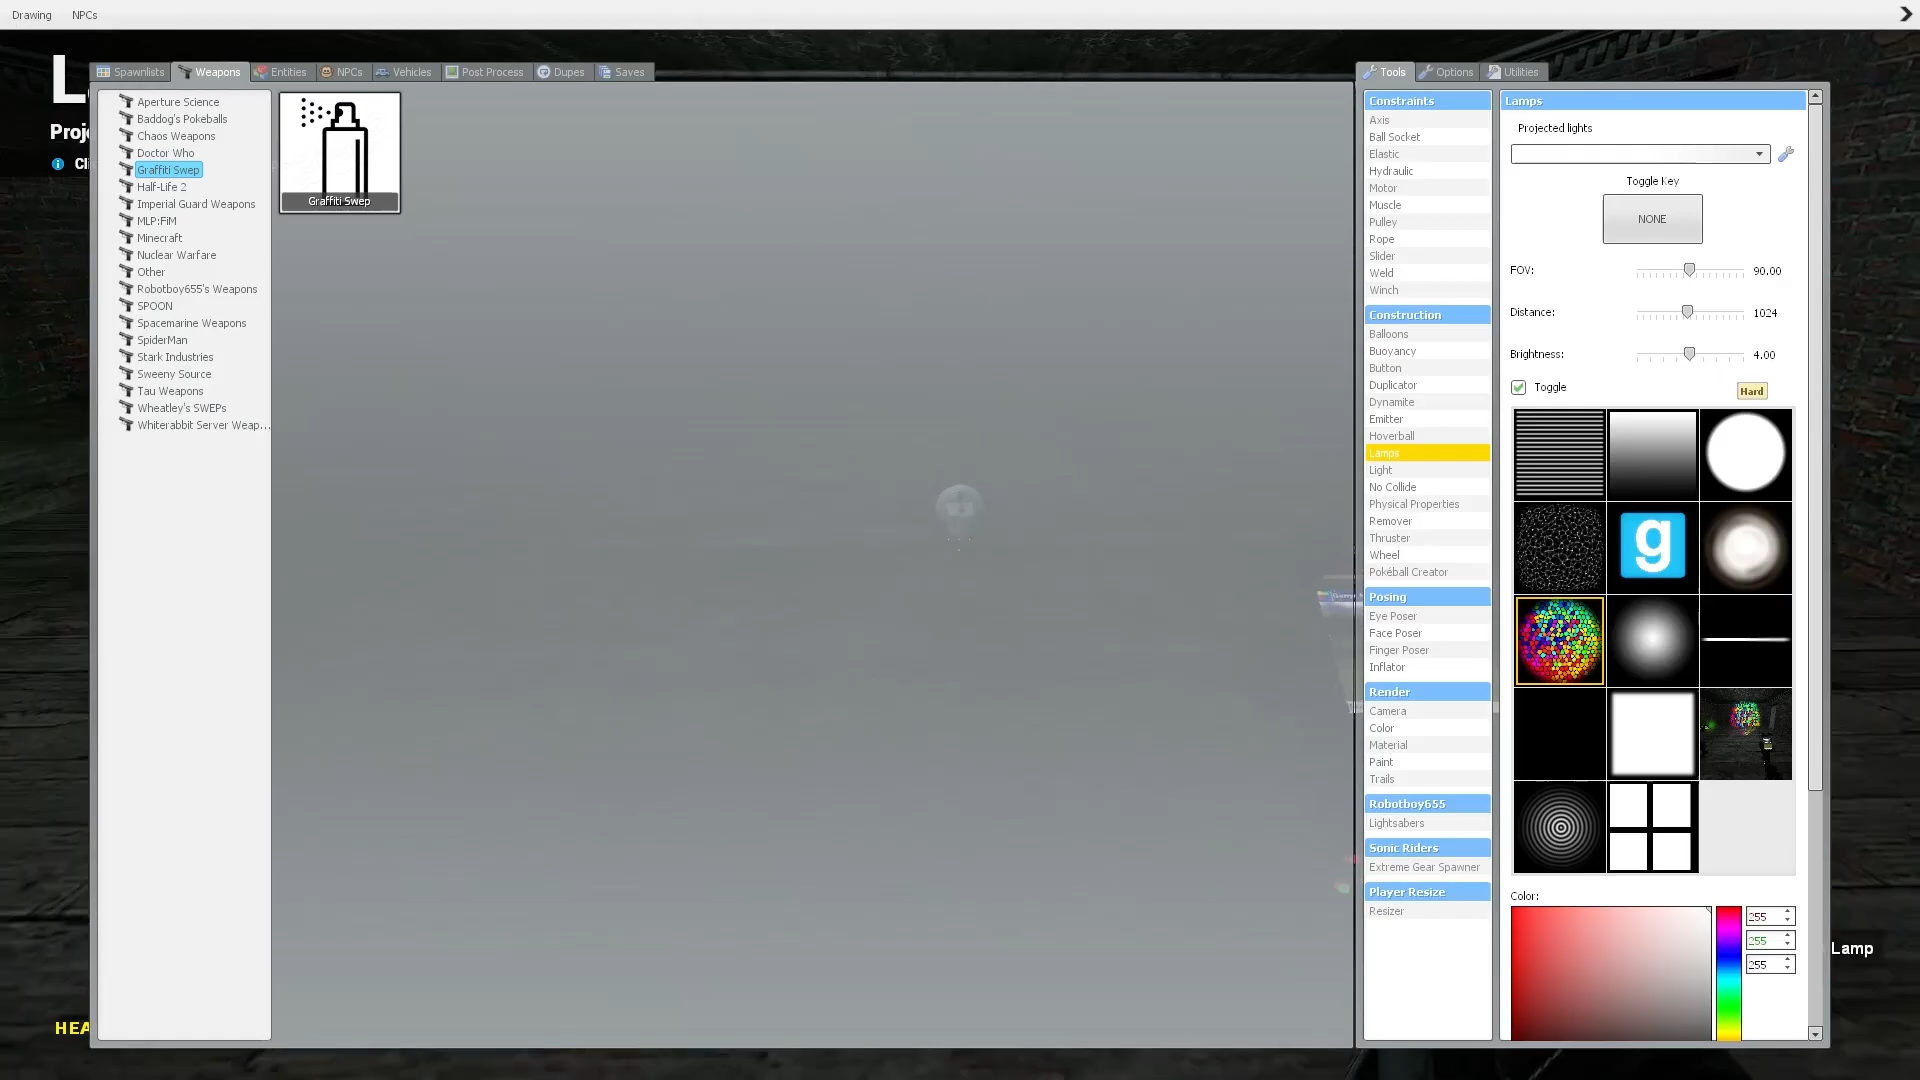 Drawing NPCs
L
Proje
Cli
HEA
Spawnlists Weapons Entities NPCs Vehicles Post Process Dupes Saves
Aperture Science
Baddog's Pokeballs
Chaos Weapons
Doctor Who
Graffiti Swep
Half-Life 2
Imperial Guard Weapons
MLP:FiM
Minecraft
Nuclear Warfare
Other
Robotboy655's Weapons
SPOON
Spacemarine Weapons
SpiderMan
Stark Industries
Sweeny Source
Tau Weapons
Wheatley's SWEPs
Whiterabbit Server Weap...
Graffiti Swep
Tools Options Utilities
Constraints
Axis
Ball Socket
Elastic
Hydraulic
Motor
Muscle
Pulley
Rope
Slider
Weld
Winch
Construction
Balloons
Buoyancy
Button
Duplicator
Dynamite
Emitter
Hoverball
Lamps
Light
No Collide
Physical Properties
Remover
Thruster
Wheel
Pokéball Creator
Posing
Eye Poser
Face Poser
Finger Poser
Inflator
Render
Camera
Color
Material
Paint
Trails
Robotboy655
Lightsabers
Sonic Riders
Extreme Gear Spawner
Player Resize
Resizer
Lamps
Projected lights
Toggle Key
NONE
FOV: 90.00
Distance: 1024
Brightness: 4.00
Toggle
Hard
g
Color:
255
255
255
Lamp